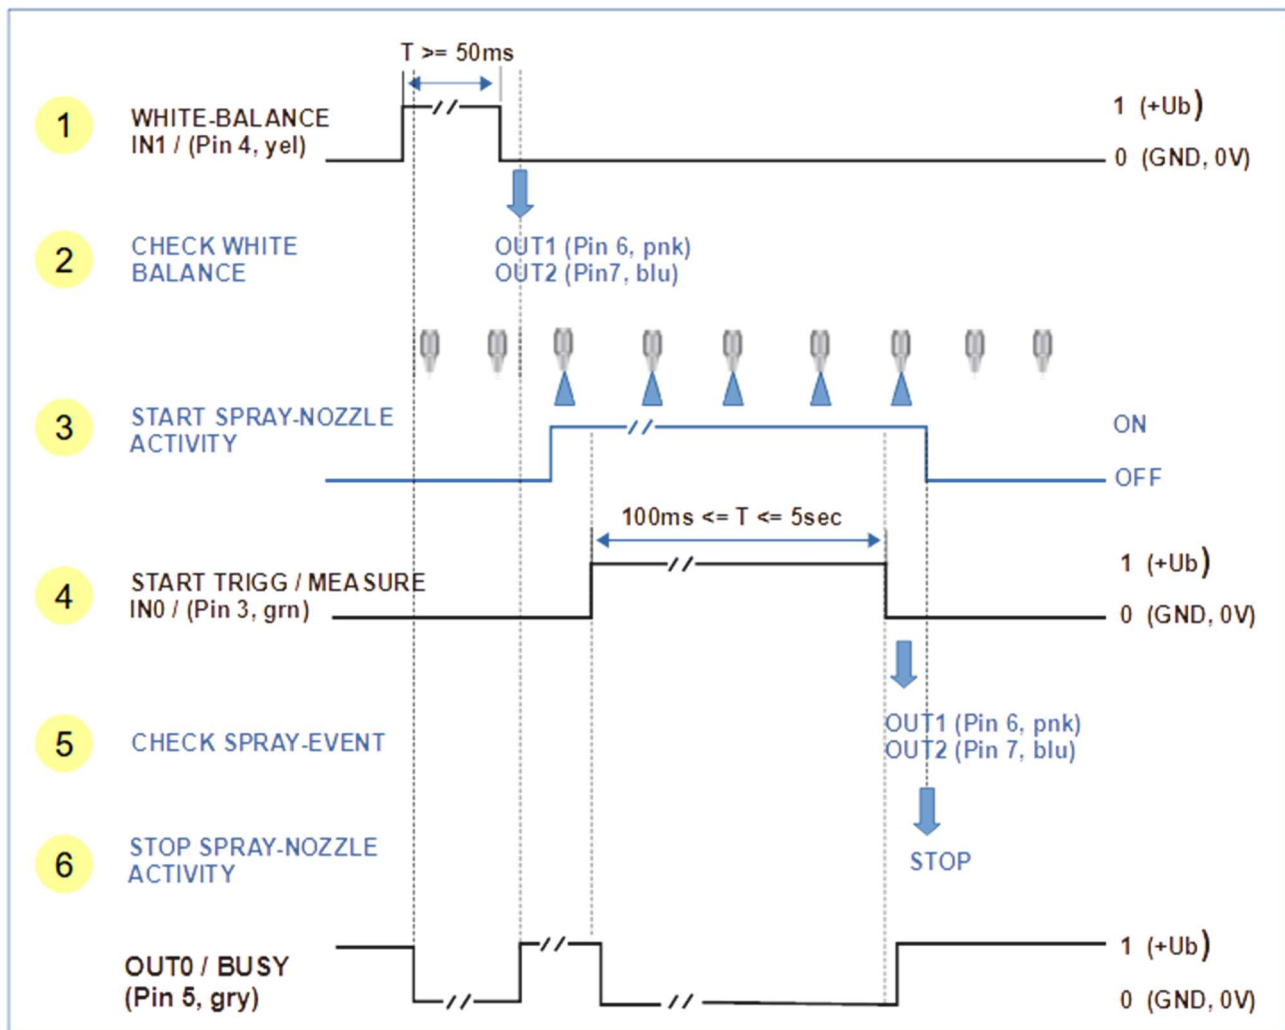 T >= 50ms
1
WHITE-BALANCE
IN1 / (Pin 4, yel)
1 (+Ub)
0 (GND, 0V)
2
CHECK WHITE
BALANCE
OUT1 (Pin 6, pnk)
OUT2 (Pin7, blu)
3
START SPRAY-NOZZLE
ACTIVITY
ON
OFF
100ms <= T <= 5sec
4
START TRIGG / MEASURE
IN0 / (Pin 3, grn)
1 (+Ub)
0 (GND, 0V)
5
CHECK SPRAY-EVENT
OUT1 (Pin 6, pnk)
OUT2 (Pin 7, blu)
6
STOP SPRAY-NOZZLE
ACTIVITY
STOP
OUT0 / BUSY
(Pin 5, gry)
1 (+Ub)
0 (GND, 0V)